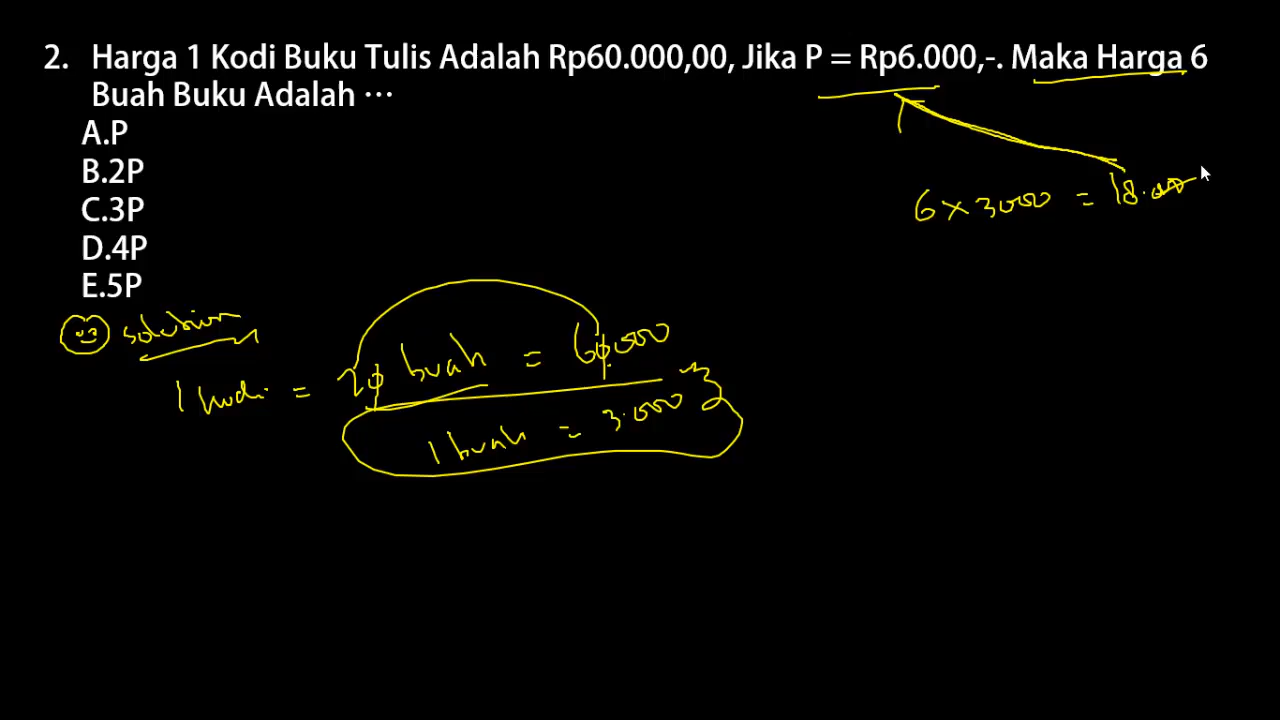 2. Harga 1 Kodi Buku Tulis Adalah Rp60.000,00, Jika P = Rp6.000,-. Maka Harga 6
Buah Buku Adalah ...
A.P
B.2P
C.3P
D.4P
E.5P
6 x 3000 = 18.000
solution
1 kodi = 20 buah = 60.000
1 buah = 3.000